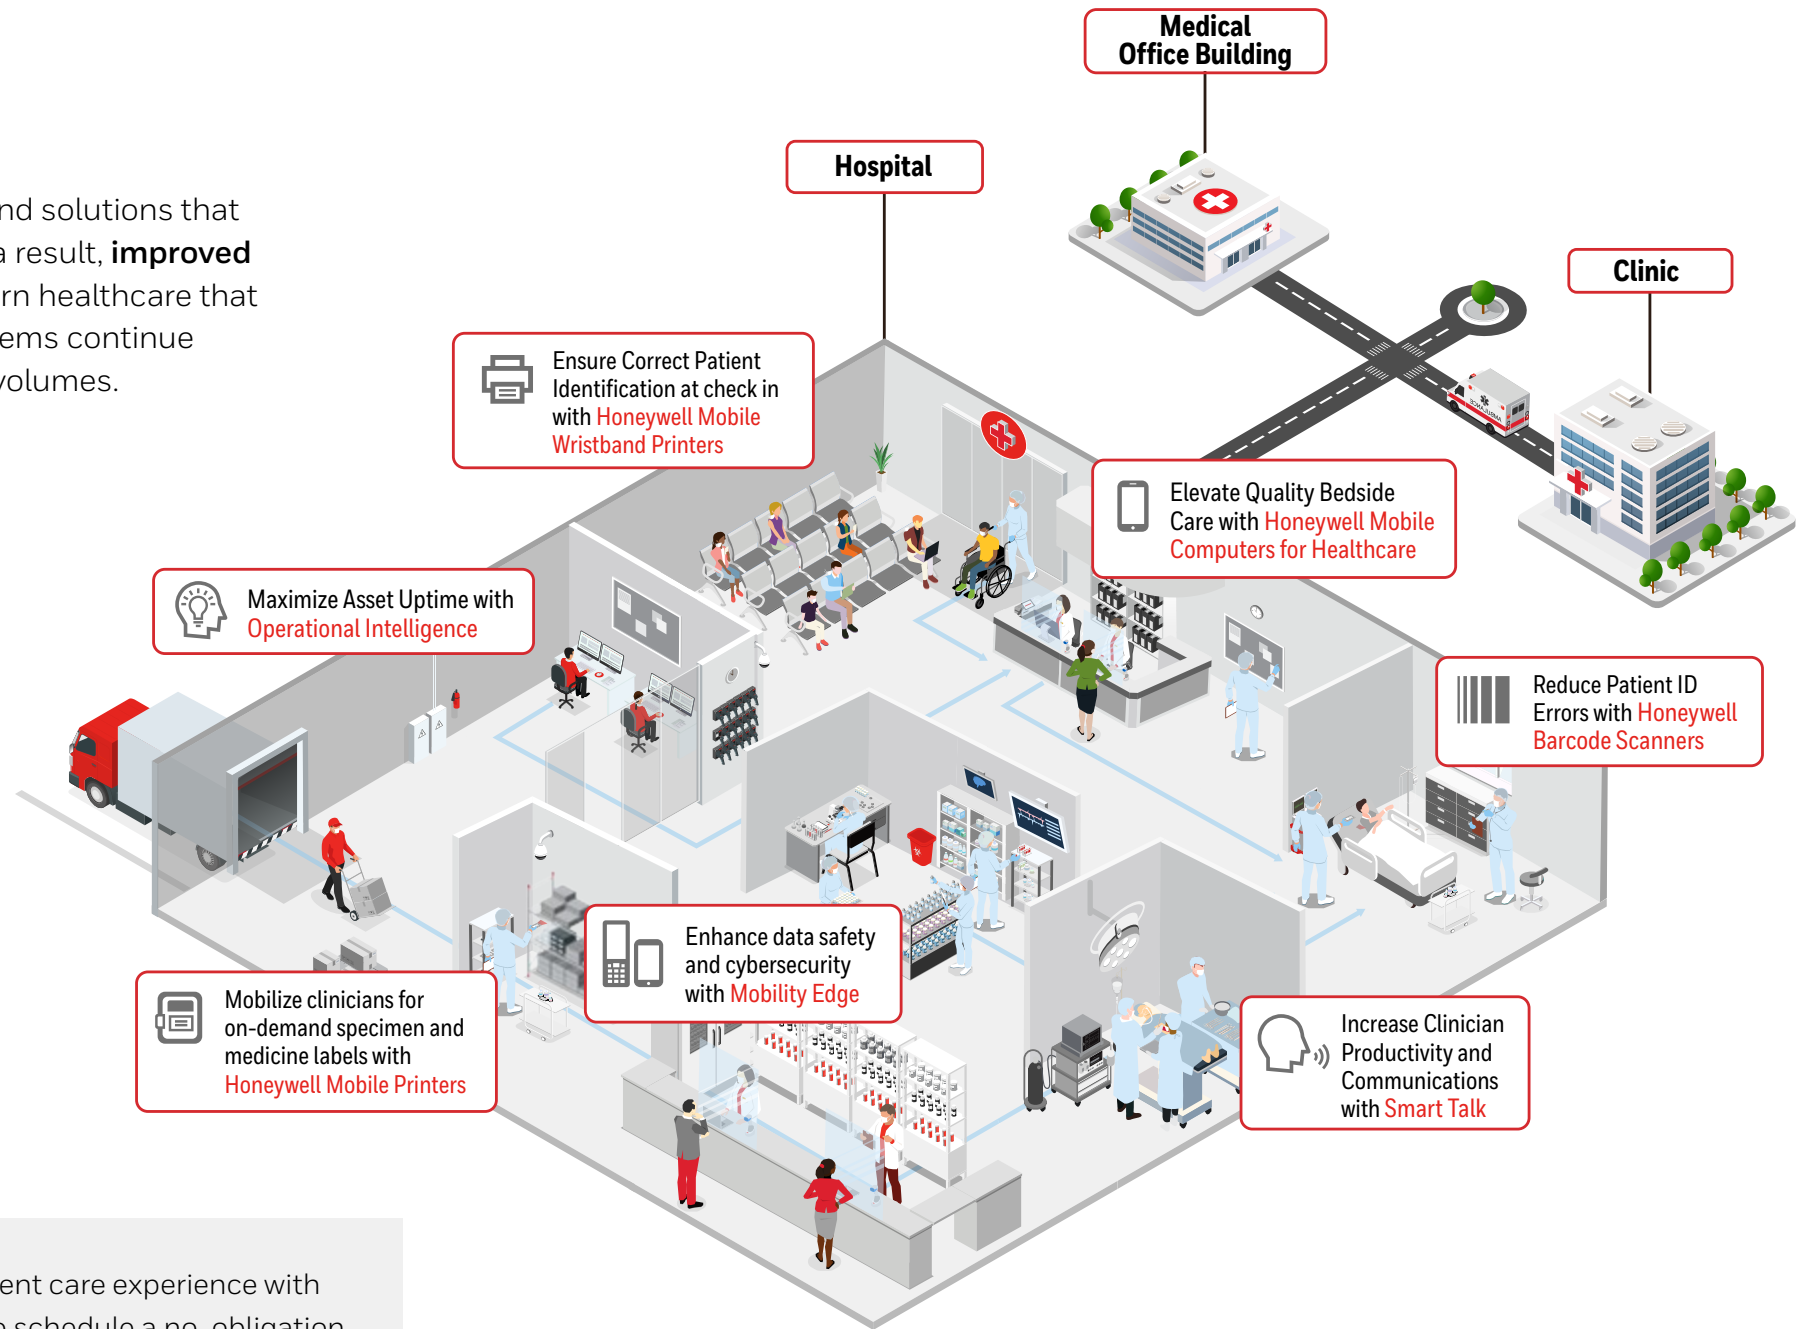 Medical
Office Building
Hospital
nd solutions that
a result, improved
rn healthcare that
ems continue
volumes.
Clinic
Ensure Correct Patient
Identification at check in
with Honeywell Mobile
Wristband Printers
Elevate Quality Bedside
Care with Honeywell Mobile
Computers for Healthcare
AMBULANCE
Maximize Asset Uptime with
Operational Intelligence
Reduce Patient ID
Errors with Honeywell
Barcode Scanners
Enhance data safety
and cybersecurity
with Mobility Edge
Mobilize clinicians for
on-demand specimen and
medicine labels with
Honeywell Mobile Printers
Increase Clinician
Productivity and
Communications
with Smart Talk
ent care experience with
schedule a no-obligation